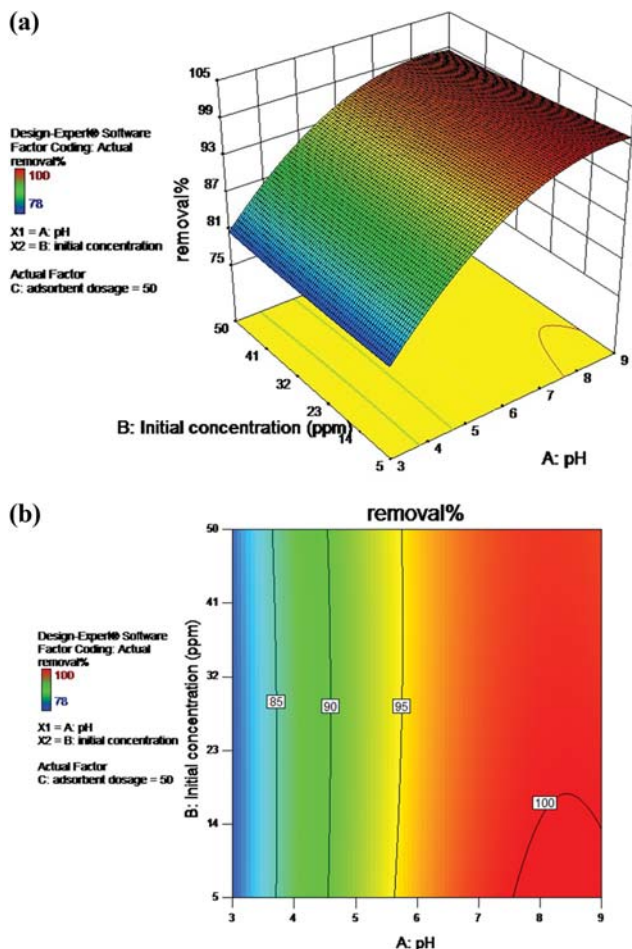 (a)
Design-Expert® Software
Factor Coding: Actual
removal%
100
78
X1 = A: pH
X2 = B: initial concentration
Actual Factor
C: adsorbent dosage = 50
removal%
105
99
93
87
81
75
50
41
32
23
14
5
B: Initial concentration (ppm)
3
4
5
6
7
8
9
A: pH
(b)
removal%
Design-Expert® Software
Factor Coding: Actual
removal%
100
78
X1 = A: pH
X2 = B: initial concentration
Actual Factor
C: adsorbent dosage = 50
B: Initial concentration (ppm)
50
41
32
23
14
5
85
90
95
100
3
4
5
6
7
8
9
A: pH